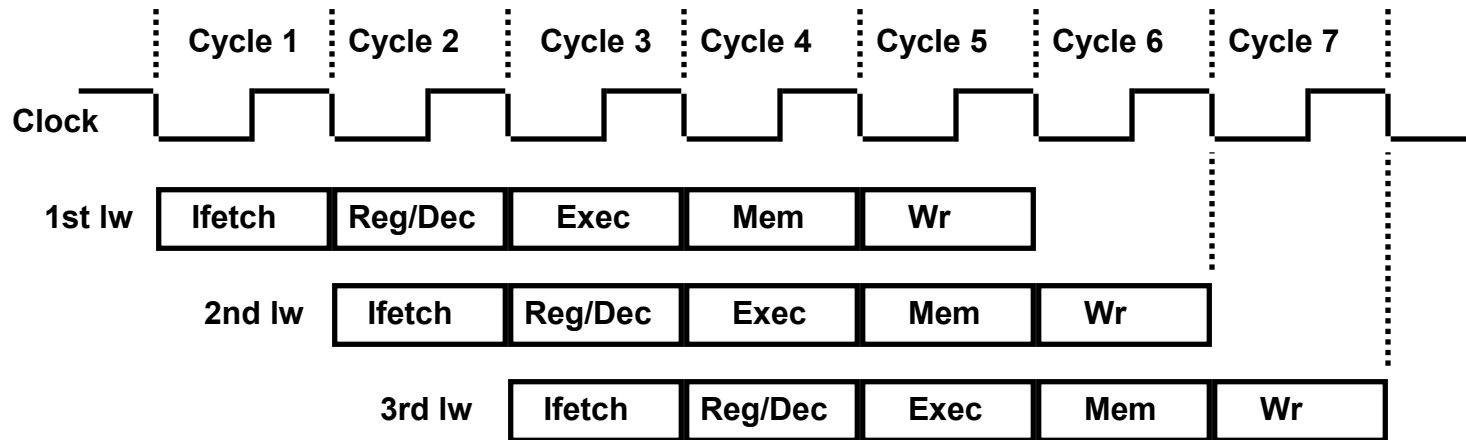 Cycle 1 Cycle 2 Cycle 3 Cycle 4 Cycle 5 Cycle 6 Cycle 7
Clock
1st lw Ifetch Reg/Dec Exec Mem Wr
2nd lw Ifetch Reg/Dec Exec Mem Wr
3rd lw Ifetch Reg/Dec Exec Mem Wr